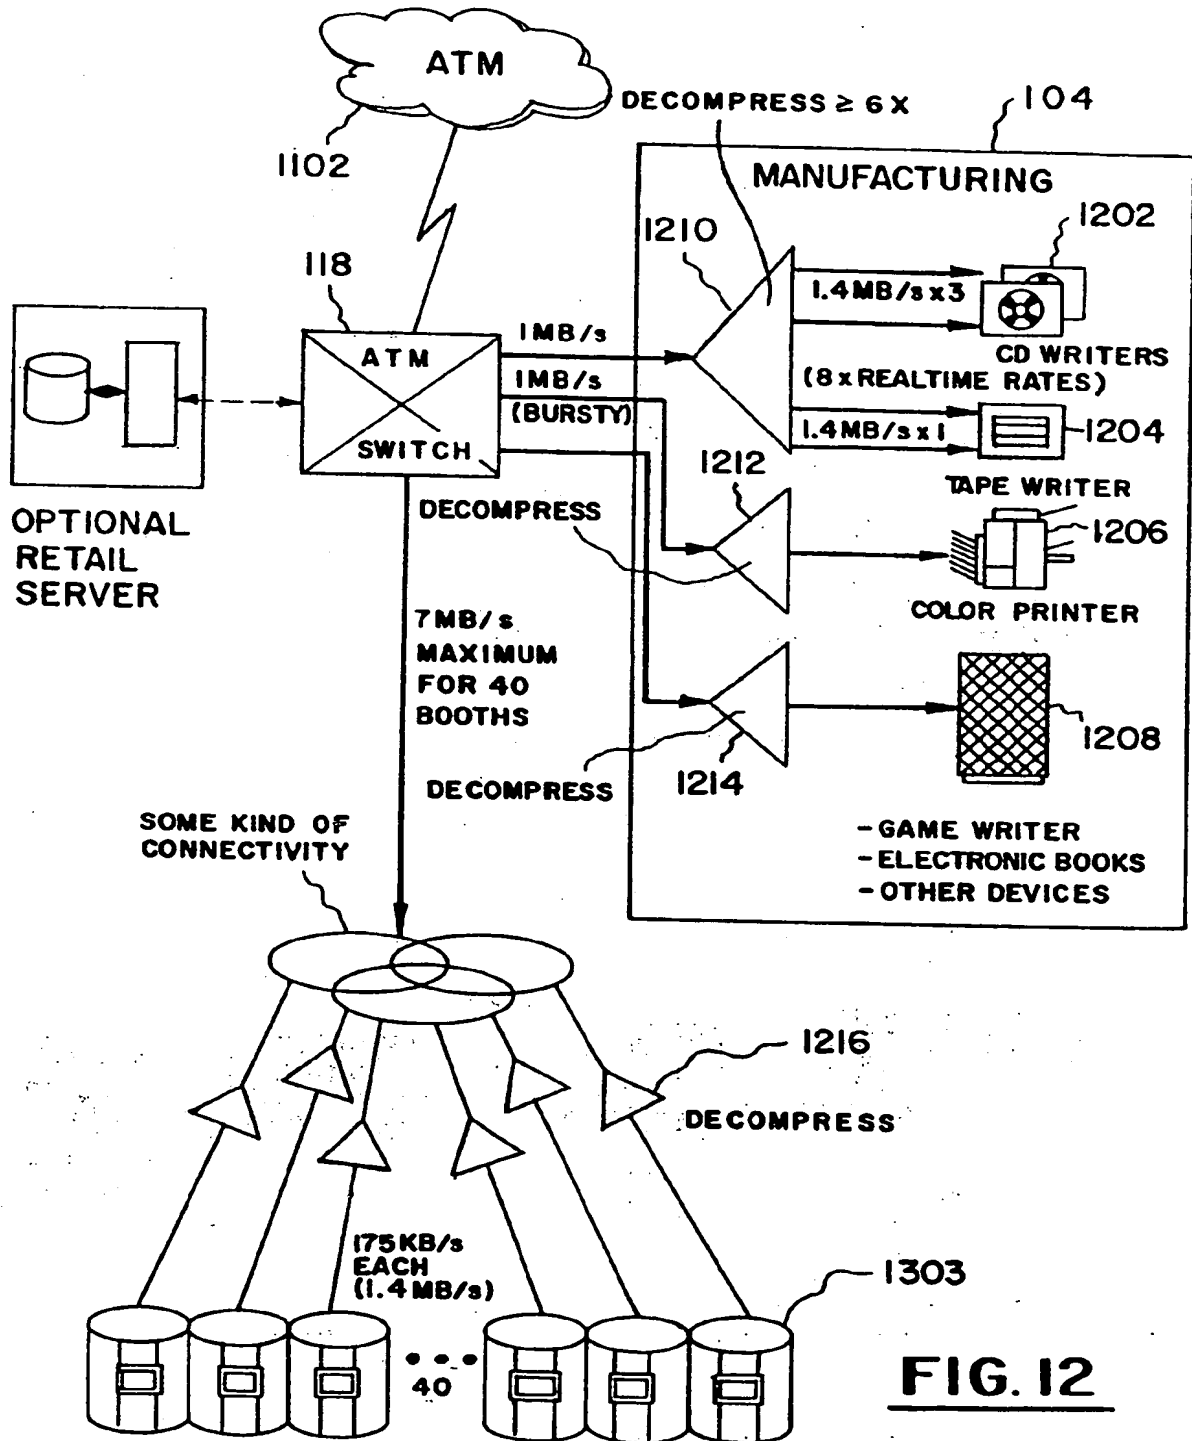 ATM
DECOMPRESS ≥ 6X
104
1102
MANUFACTURING
1210
1202
118
1.4MB/s x 3
1MB/s
ATM
CD WRITERS
1MB/s
(8 x REALTIME RATES)
(BURSTY)
1.4MB/s x 1
1204
SWITCH
1212
TAPE WRITER
DECOMPRESS
1206
OPTIONAL
RETAIL
SERVER
COLOR PRINTER
7MB/s
MAXIMUM
FOR 40
BOOTHS
1208
1214
DECOMPRESS
SOME KIND OF
CONNECTIVITY
- GAME WRITER
- ELECTRONIC BOOKS
- OTHER DEVICES
1216
DECOMPRESS
175KB/s
EACH
(1.4MB/s)
1303
40
FIG. 12